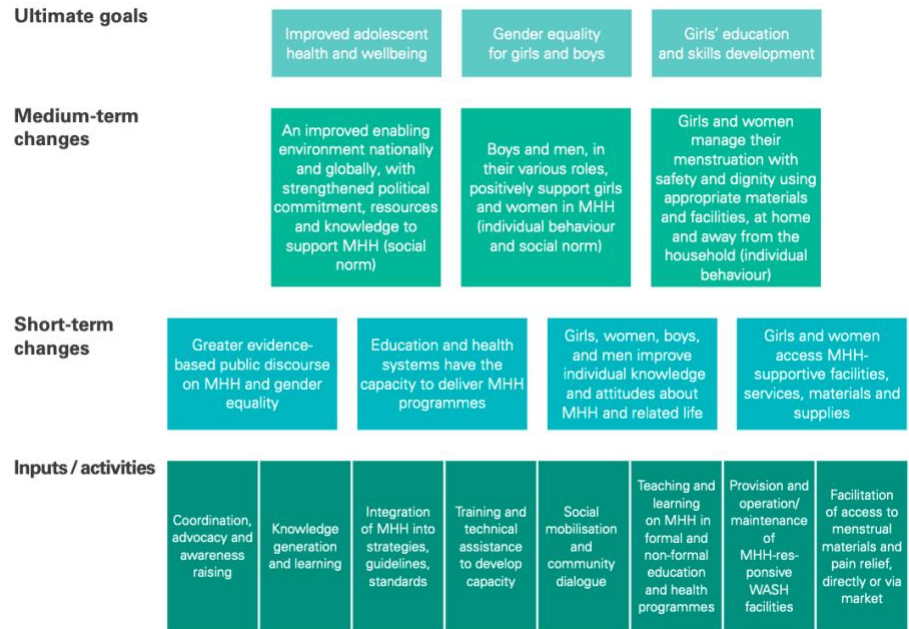 Ultimate goals
Improved adolescent
health and wellbeing
Gender equality
for girls and boys
Girls' education
and skills development
Medium-term
changes
An improved enabling
environment nationally
and globally, with
strengthened political
commitment, resources
and knowledge to
support MHH (social
norm)
Boys and men, in
their various roles,
positively support girls
and women in MHH
(individual behaviour
and social norm)
Girls and women
manage their
menstruation with
safety and dignity using
appropriate materials
and facilities, at home
and away from the
household (individual
behaviour)
Short-term
changes
Greater evidence-
based public discourse
on MHH and gender
equality
Education and health
systems have the
capacity to deliver MHH
programmes
Girls, women, boys,
and men improve
individual knowledge
and attitudes about
MHH and related life
Girls and women
access MHH-
supportive facilities,
services, materials and
supplies
Inputs / activities
Coordination,
advocacy and
awareness
raising
Knowledge
generation
and learning
Integration
of MHH into
strategies,
guidelines,
standards
Training and
technical
assistance
to develop
capacity
Social
mobilisation
and
community
dialogue
Teaching and
learning
on MHH in
formal and
non-formal
education
and health
programmes
Provision and
operation/
maintenance
of
MHH-res-
ponsive
WASH
facilities
Facilitation
of access to
menstrual
materials and
pain relief,
directly or via
market